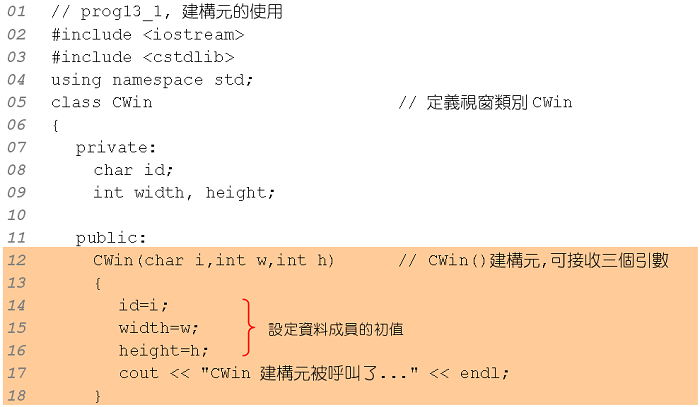 01 // prog13_1, 建構元的使用
02 #include <iostream>
03 #include <cstdlib>
04 using namespace std;
05 class CWin // 定義視窗類別 CWin
06 {
07 private:
08 char id;
09 int width, height;
10
11 public:
12 CWin(char i,int w,int h) // CWin()建構元,可接收三個引數
13 {
14 id=i;
15 width=w; 設定資料成員的初值
16 height=h;
17 cout << "CWin 建構元被呼叫了..." << endl;
18 }